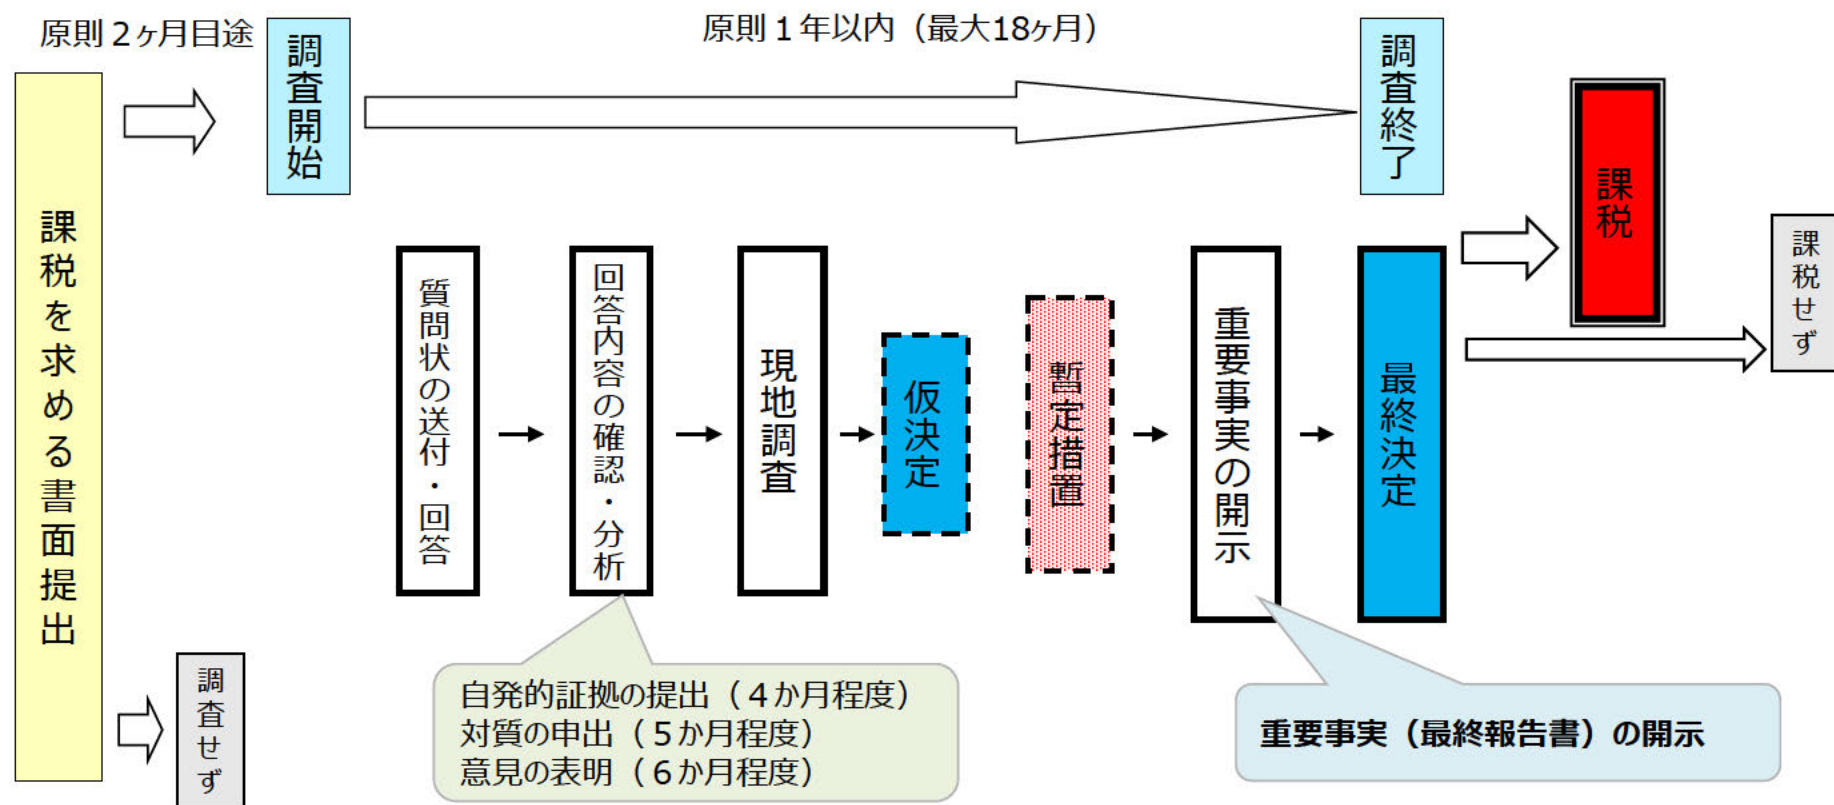 原則２ヶ月目途
原則１年以内（最大18ヶ月）
課税を求める書面提出
調査開始
調査終了
課税
課税せず
調査せず
質問状の送付・回答
回答内容の確認・分析
現地調査
仮決定
暫定措置
重要事実の開示
最終決定
自発的証拠の提出（４か月程度）
対質の申出（５か月程度）
意見の表明（６か月程度）
重要事実（最終報告書）の開示